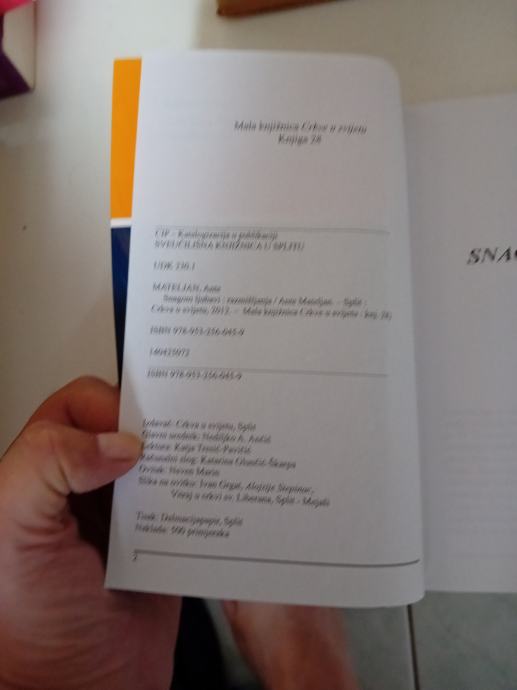 Mala knjižnica Crkve u svijetu
Knjiga 28
CIP - Katalogizacija u publikaciji
SVEUČILIŠNA KNJIŽNICA U SPLITU
UDK 230.1
MATELJAN, Ante
Snagom ljubavi : razmišljanja / Ante Mateljan. - Split :
Crkva u svijetu, 2012. - Mala knjižnica Crkve u svijetu ; knj. 28)
ISBN 978-953-256-045-9
140425072
ISBN 978-953-256-045-9
Izdavač: Crkva u svijetu, Split
Glavni urednik: Nediljko A. Ančić
Lektura: Katja Tresić-Pavičić
Računalni slog: Katarina
Ovitak: Neven Marin
Slika na ovitku: Ivan Grgat, Alojzije Stepinac,
Vitraj u crkvi sv. Liberana, Split - Mejaši
Tisak: Dalmacijapapir, Split
Naklada: 500 primjeraka
2
SNAG